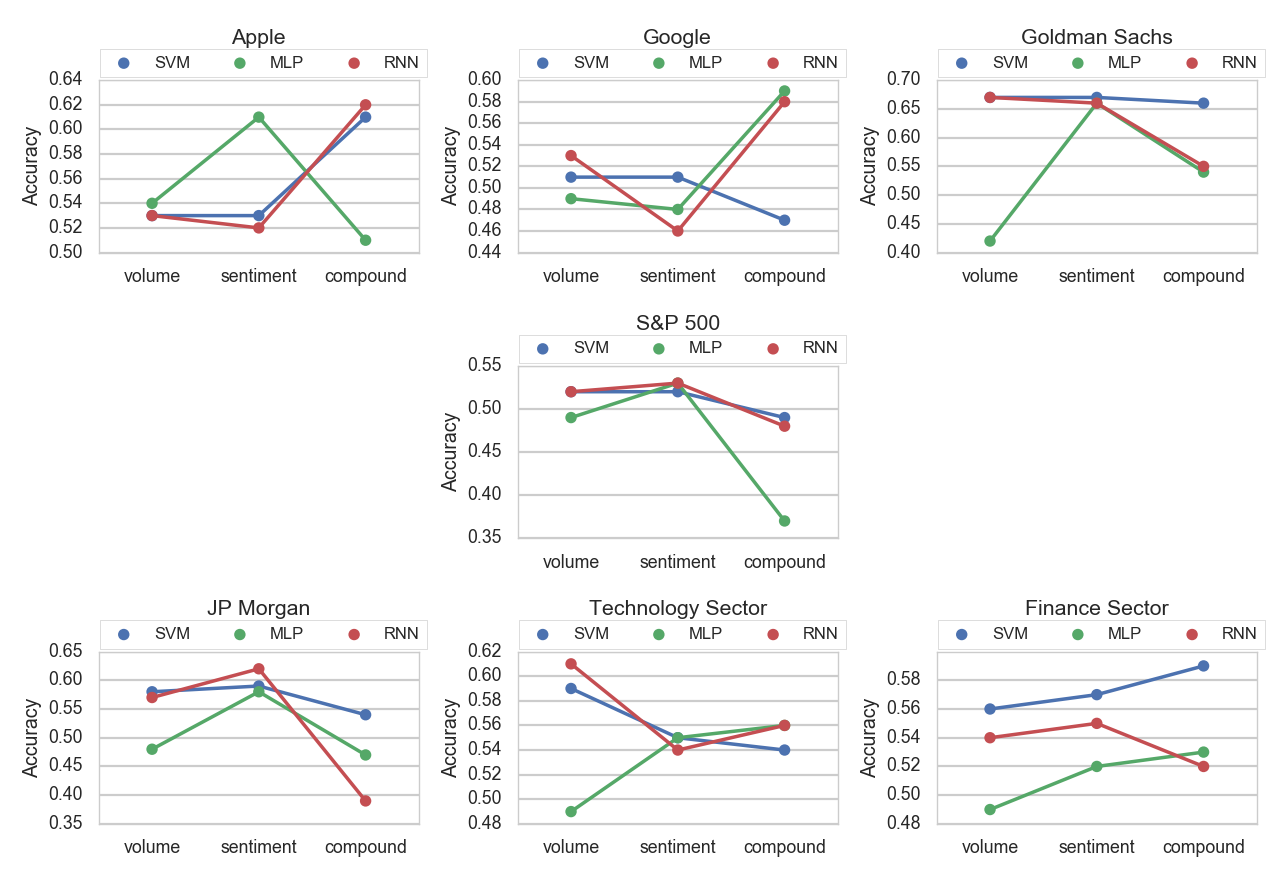 Apple
SVM MLP RNN
0.64
0.62
0.60
0.58
0.56
0.54
0.52
0.50
Accuracy
volume sentiment compound
Google
SVM MLP RNN
0.60
0.58
0.56
0.54
0.52
0.50
0.48
0.46
0.44
Accuracy
volume sentiment compound
Goldman Sachs
SVM MLP RNN
0.70
0.65
0.60
0.55
0.50
0.45
0.40
Accuracy
volume sentiment compound
S&P 500
SVM MLP RNN
0.55
0.50
0.45
0.40
0.35
Accuracy
volume sentiment compound
JP Morgan
SVM MLP RNN
0.65
0.60
0.55
0.50
0.45
0.40
0.35
Accuracy
volume sentiment compound
Technology Sector
SVM MLP RNN
0.62
0.60
0.58
0.56
0.54
0.52
0.50
0.48
Accuracy
volume sentiment compound
Finance Sector
SVM MLP RNN
0.58
0.56
0.54
0.52
0.50
0.48
Accuracy
volume sentiment compound